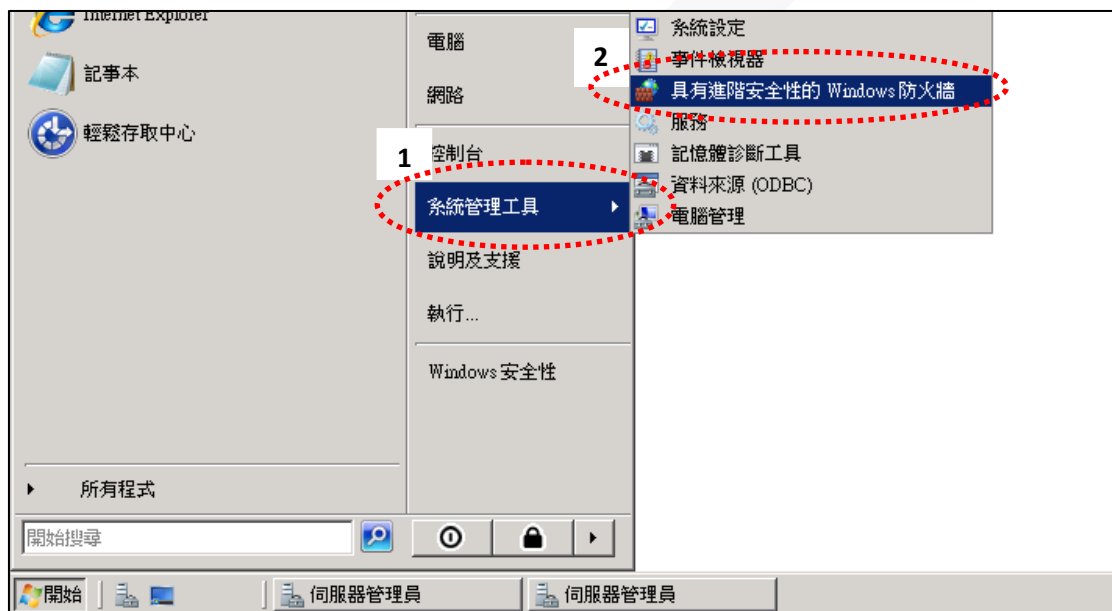 Internet Explorer
記事本
輕鬆存取中心
所有程式
開始搜尋
電腦
網路
1
控制台
系統管理工具
說明及支援
執行...
Windows 安全性
2
系統設定
事件檢視器
具有進階安全性的 Windows 防火牆
服務
記憶體診斷工具
資料來源 (ODBC)
電腦管理
開始
伺服器管理員
伺服器管理員